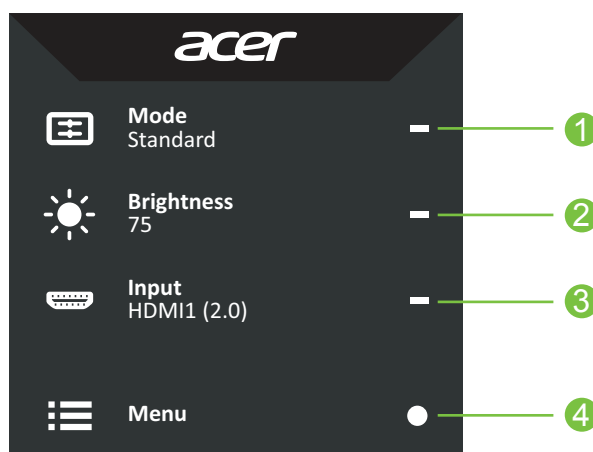 acer
Mode
Standard
1
Brightness
75
2
Input
HDMI1 (2.0)
3
Menu
4